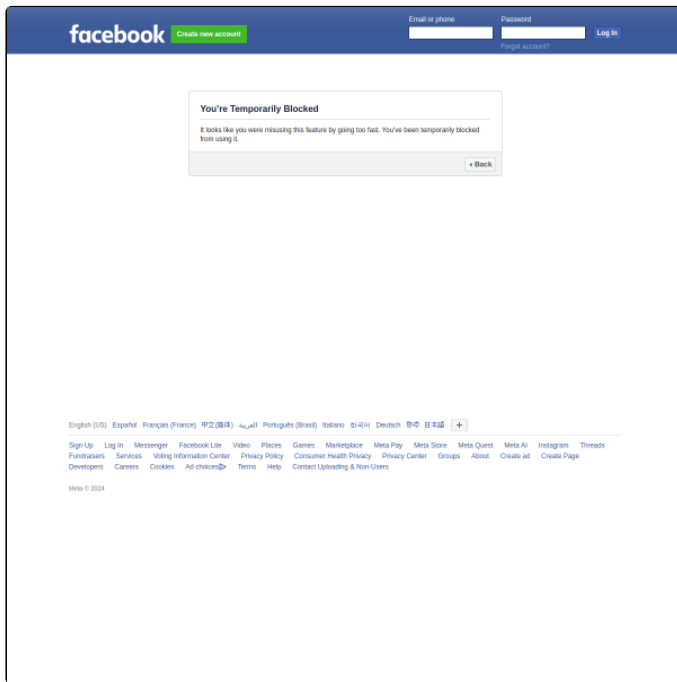 facebook
Create new account
Email or phone
Password
Log In
Forgot account?
You're Temporarily Blocked
It looks like you were misusing this feature by going too fast. You've been temporarily blocked
from using it.
Back
English (US) Español Français (France) 中文(简体) العربية Português (Brasil) Italiano 한국어 Deutsch हिन्दी 日本語
Sign Up Log In Messenger Facebook Lite Video Places Games Marketplace Meta Pay Meta Store Meta Quest Meta AI Instagram Threads
Fundraisers Services Voting Information Center Privacy Policy Consumer Health Privacy Privacy Center Groups About Create ad Create Page
Developers Careers Cookies Ad choices Terms Help Contact Uploading & Non-Users
Meta © 2024